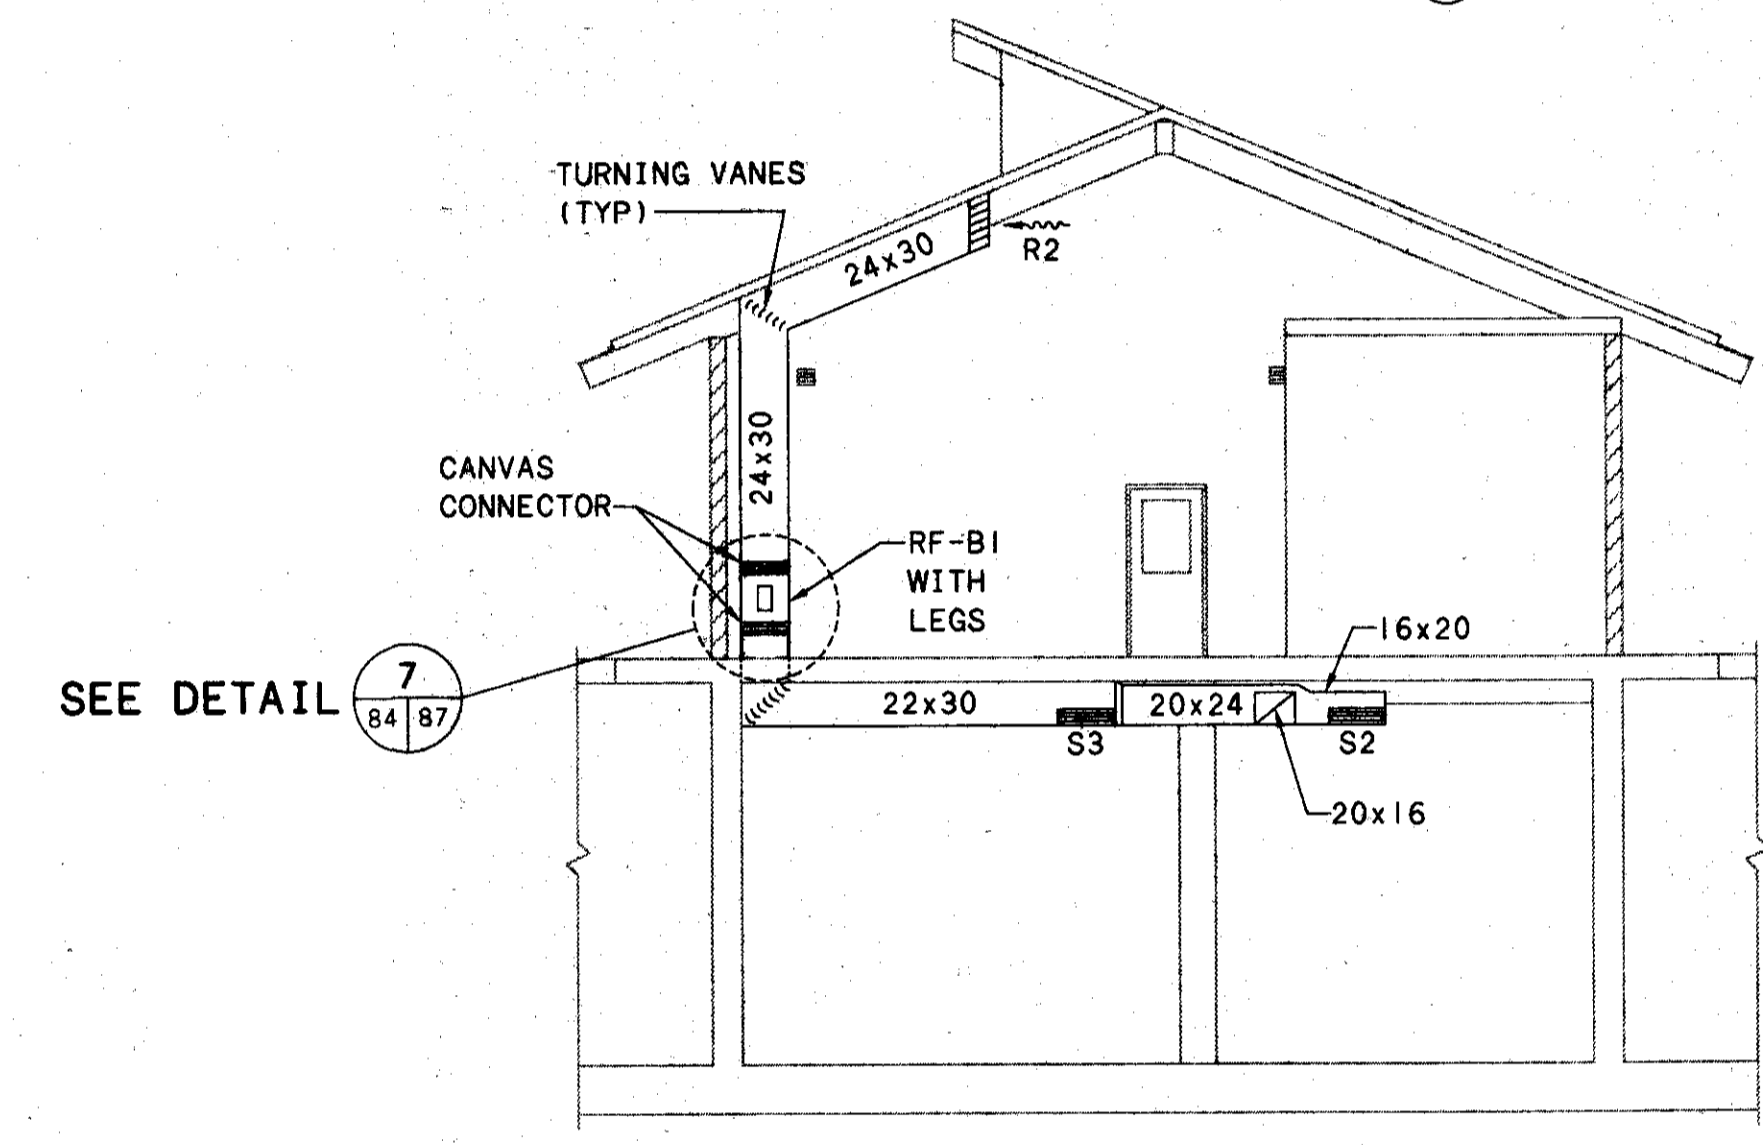 TURNING VANES
(TYP)
24x30
R2
24x30
CANVAS
CONNECTOR
RF-B1
WITH
LEGS
SEE DETAIL
7
84 87
22x30
S3
20x24
16x20
S2
20x16